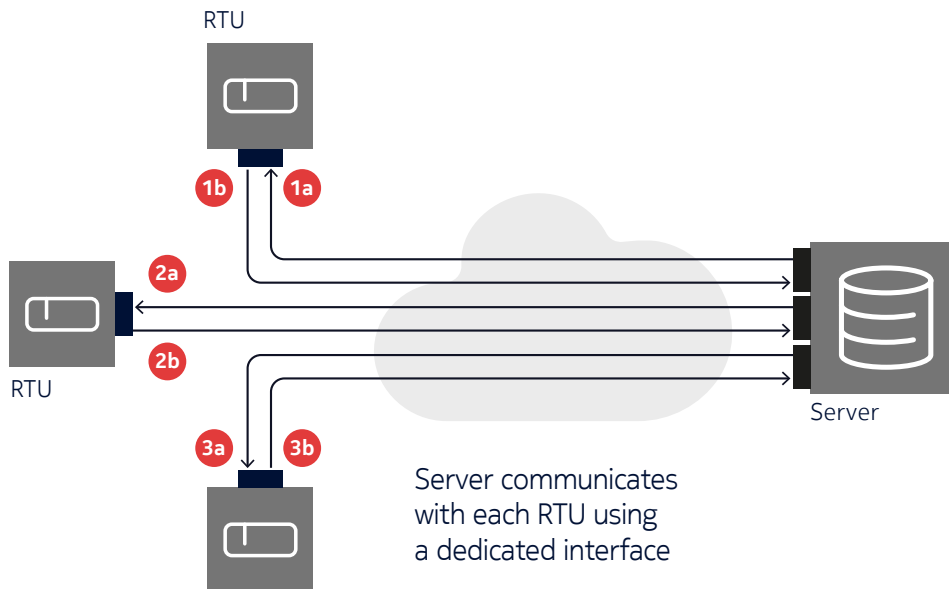 RTU
1b
1a
2a
2b
RTU
Server
3a
3b
Server communicates
with each RTU using
a dedicated interface